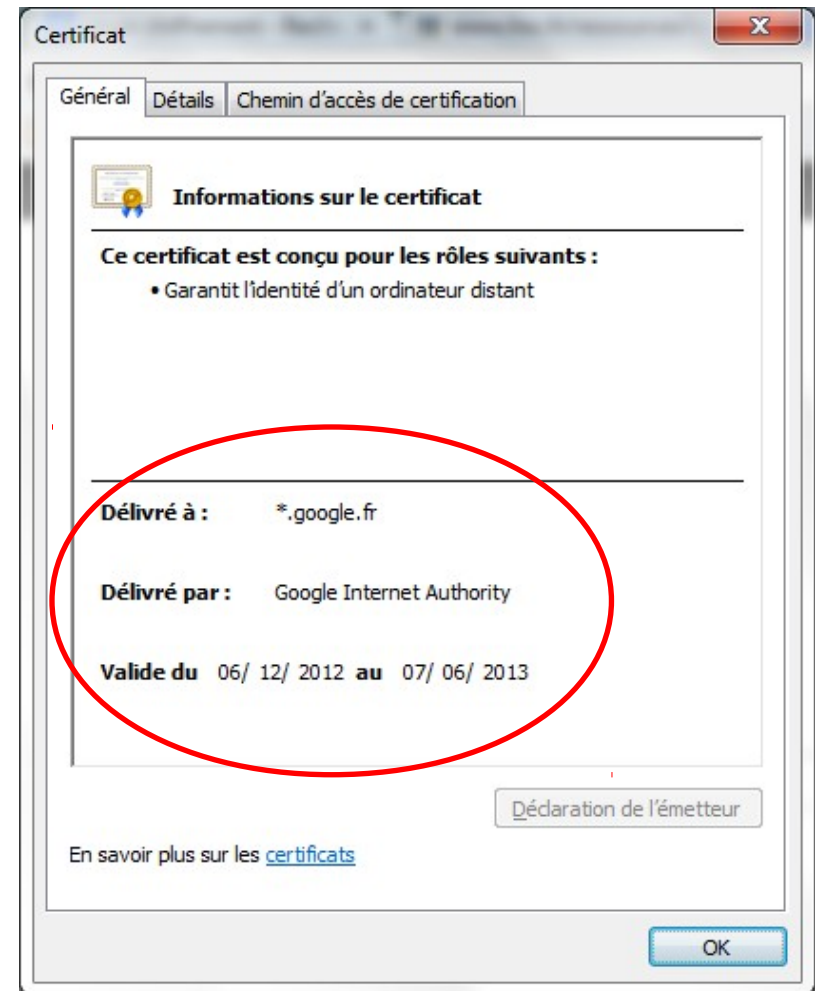 Certificat
Général Détails Chemin d'accès de certification
Informations sur le certificat
Ce certificat est conçu pour les rôles suivants :
• Garantit l'identité d'un ordinateur distant
Délivré à : *.google.fr
Délivré par : Google Internet Authority
Valide du 06/ 12/ 2012 au 07/ 06/ 2013
Déclaration de l'émetteur
En savoir plus sur les certificats
OK